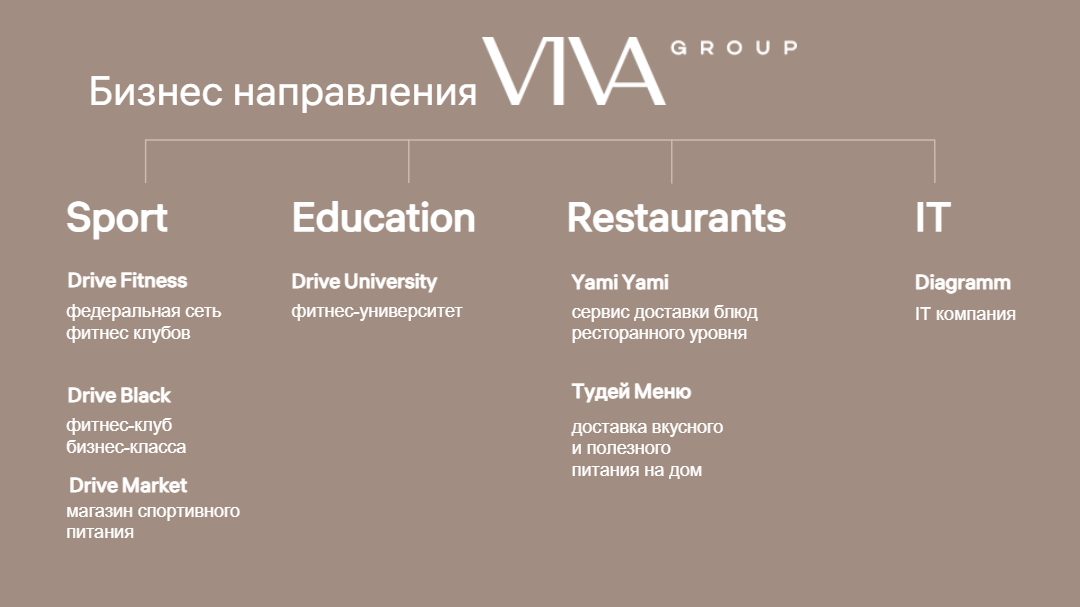 Бизнес направления VIVA GROUP
Sport
Drive Fitness
федеральная сеть
фитнес клубов
Drive Black
фитнес-клуб
бизнес-класса
Drive Market
магазин спортивного
питания
Education
Drive University
фитнес-университет
Restaurants
Yami Yami
сервис доставки блюд
ресторанного уровня
Тудей Меню
доставка вкусного
и полезного
питания на дом
IT
Diagramm
IT компания